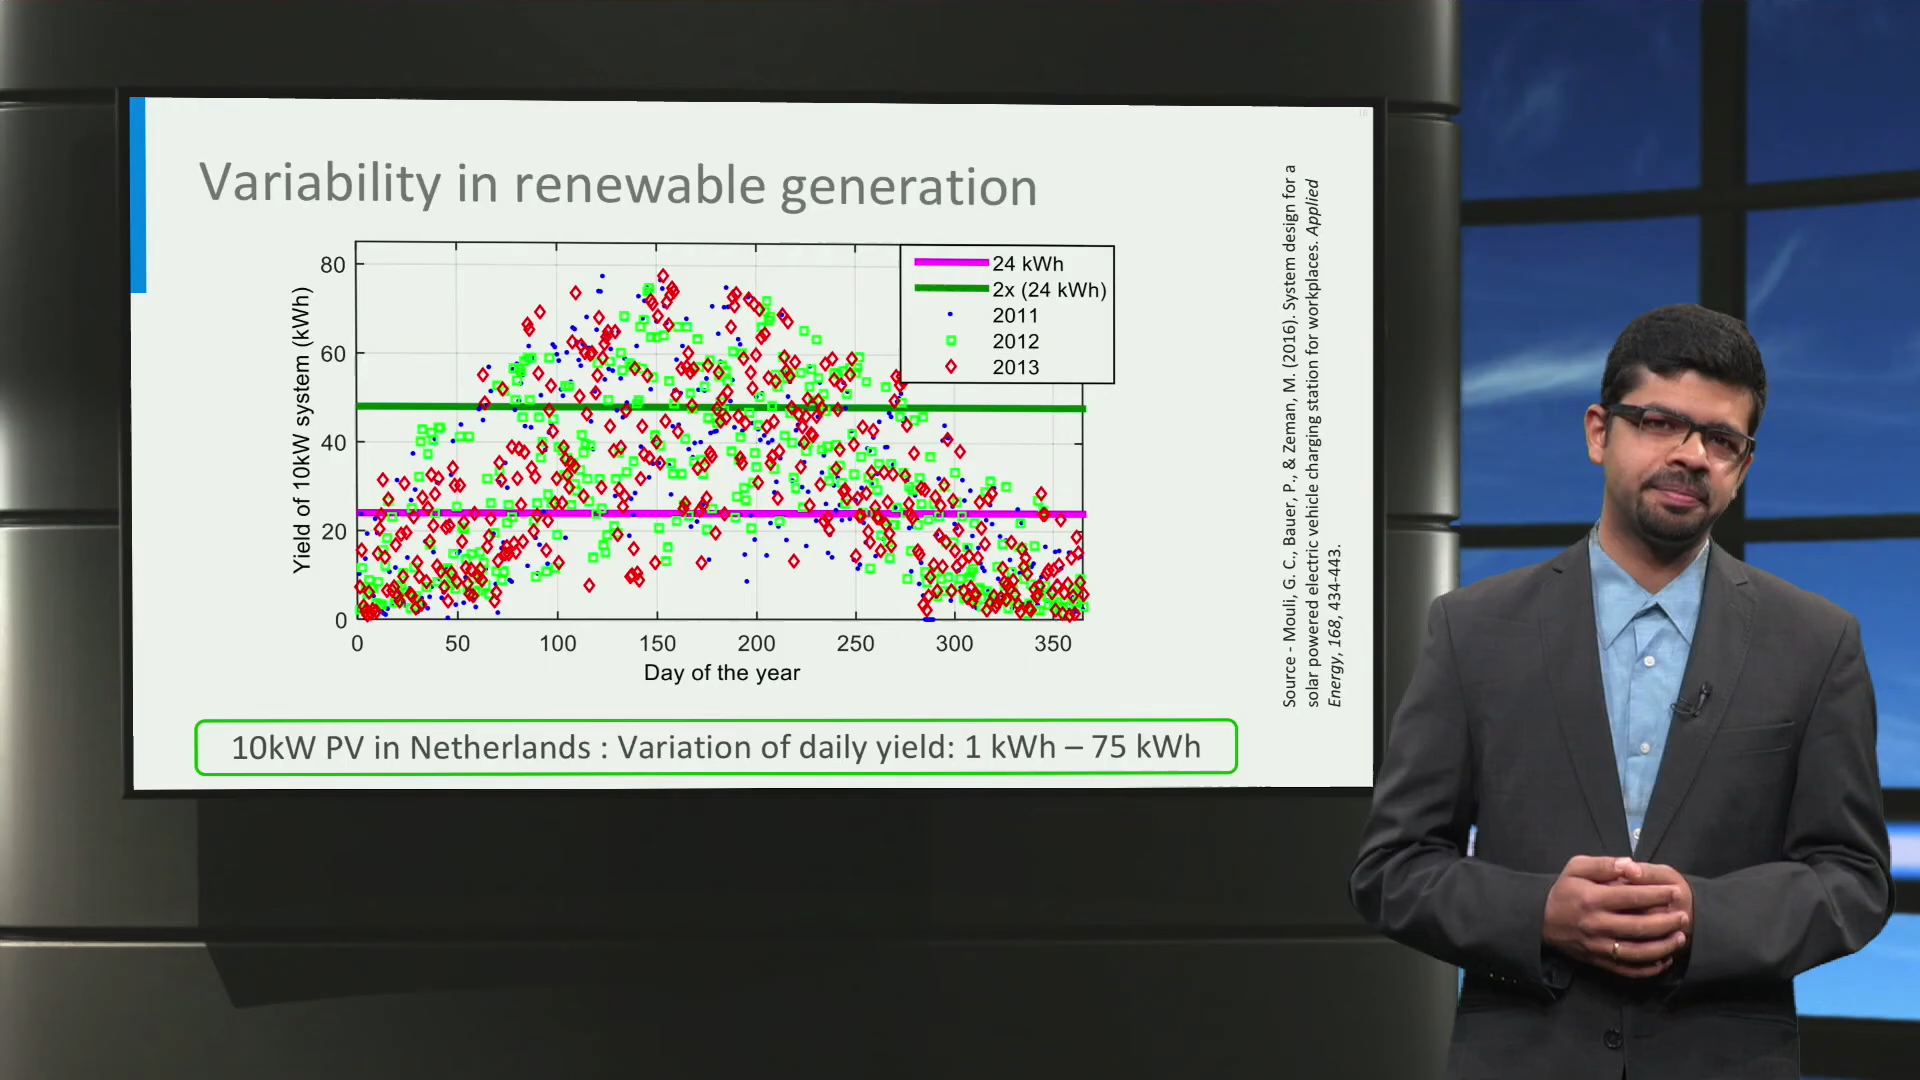 Variability in renewable generation
80
60
40
20
0
Yield of 10kW system (kWh)
24 kWh
2x (24 kWh)
2011
2012
2013
0 50 100 150 200 250 300 350
Day of the year
10kW PV in Netherlands : Variation of daily yield: 1 kWh – 75 kWh
Source - Mouli, G. C., Bauer, P., & Zeman, M. (2016). System design for a
solar powered electric vehicle charging station for workplaces. Applied
Energy, 168, 434-443.